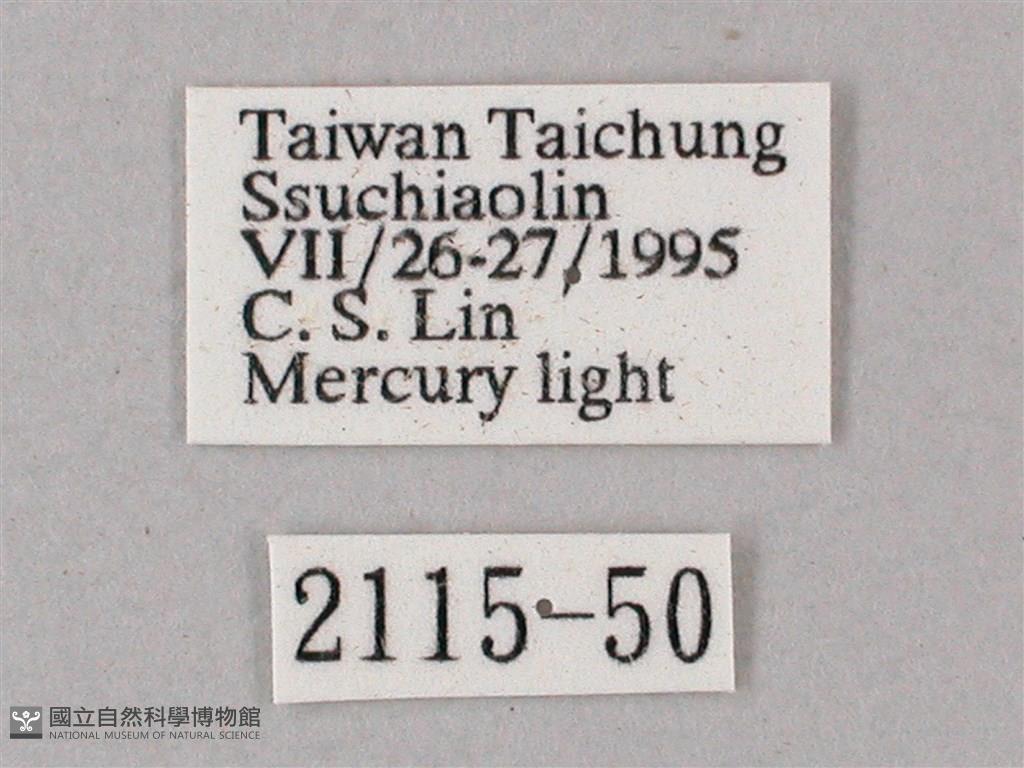 Taiwan Taichung
Ssuchiaolin
VII/26-27/1995
C. S. Lin
Mercury light
2115-50
國立自然科學博物館
NATIONAL MUSEUM OF NATURAL SCIENCE